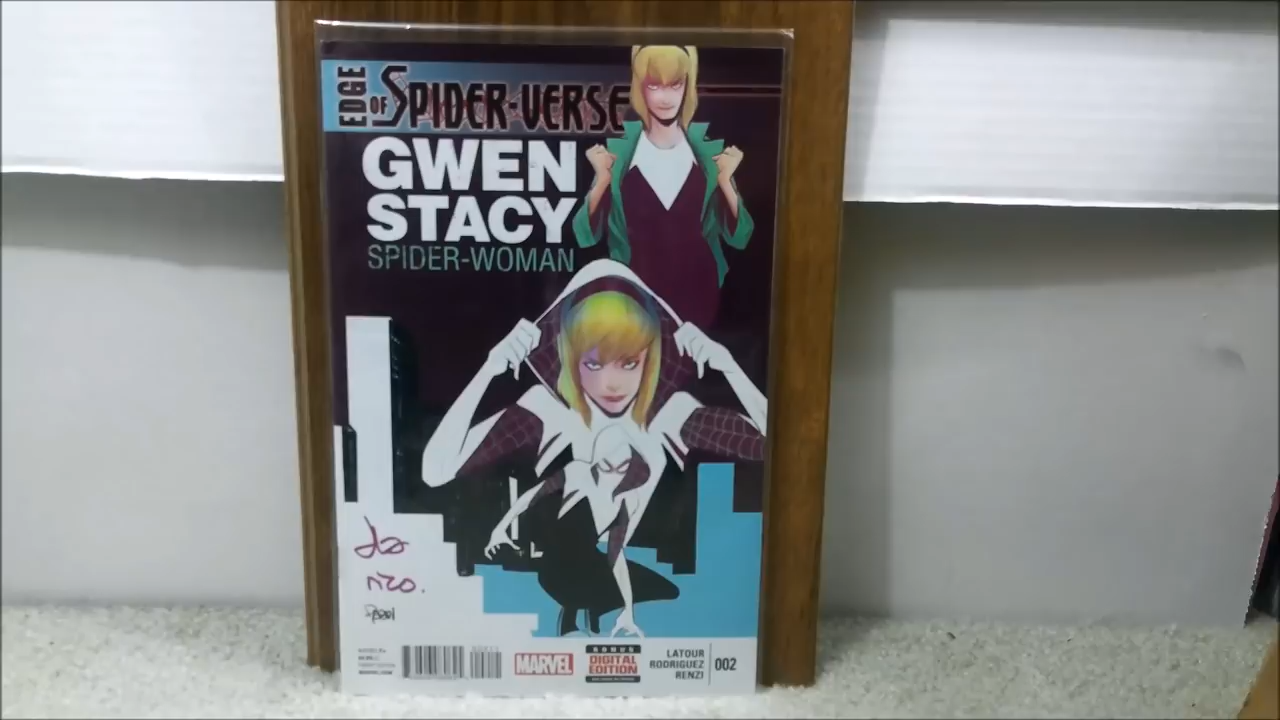 EDGE OF SPIDER-VERSE
GWEN
STACY
SPIDER-WOMAN
MARVEL
BONUS
DIGITAL
EDITION
LATOUR
RODRIGUEZ
RENZI
002